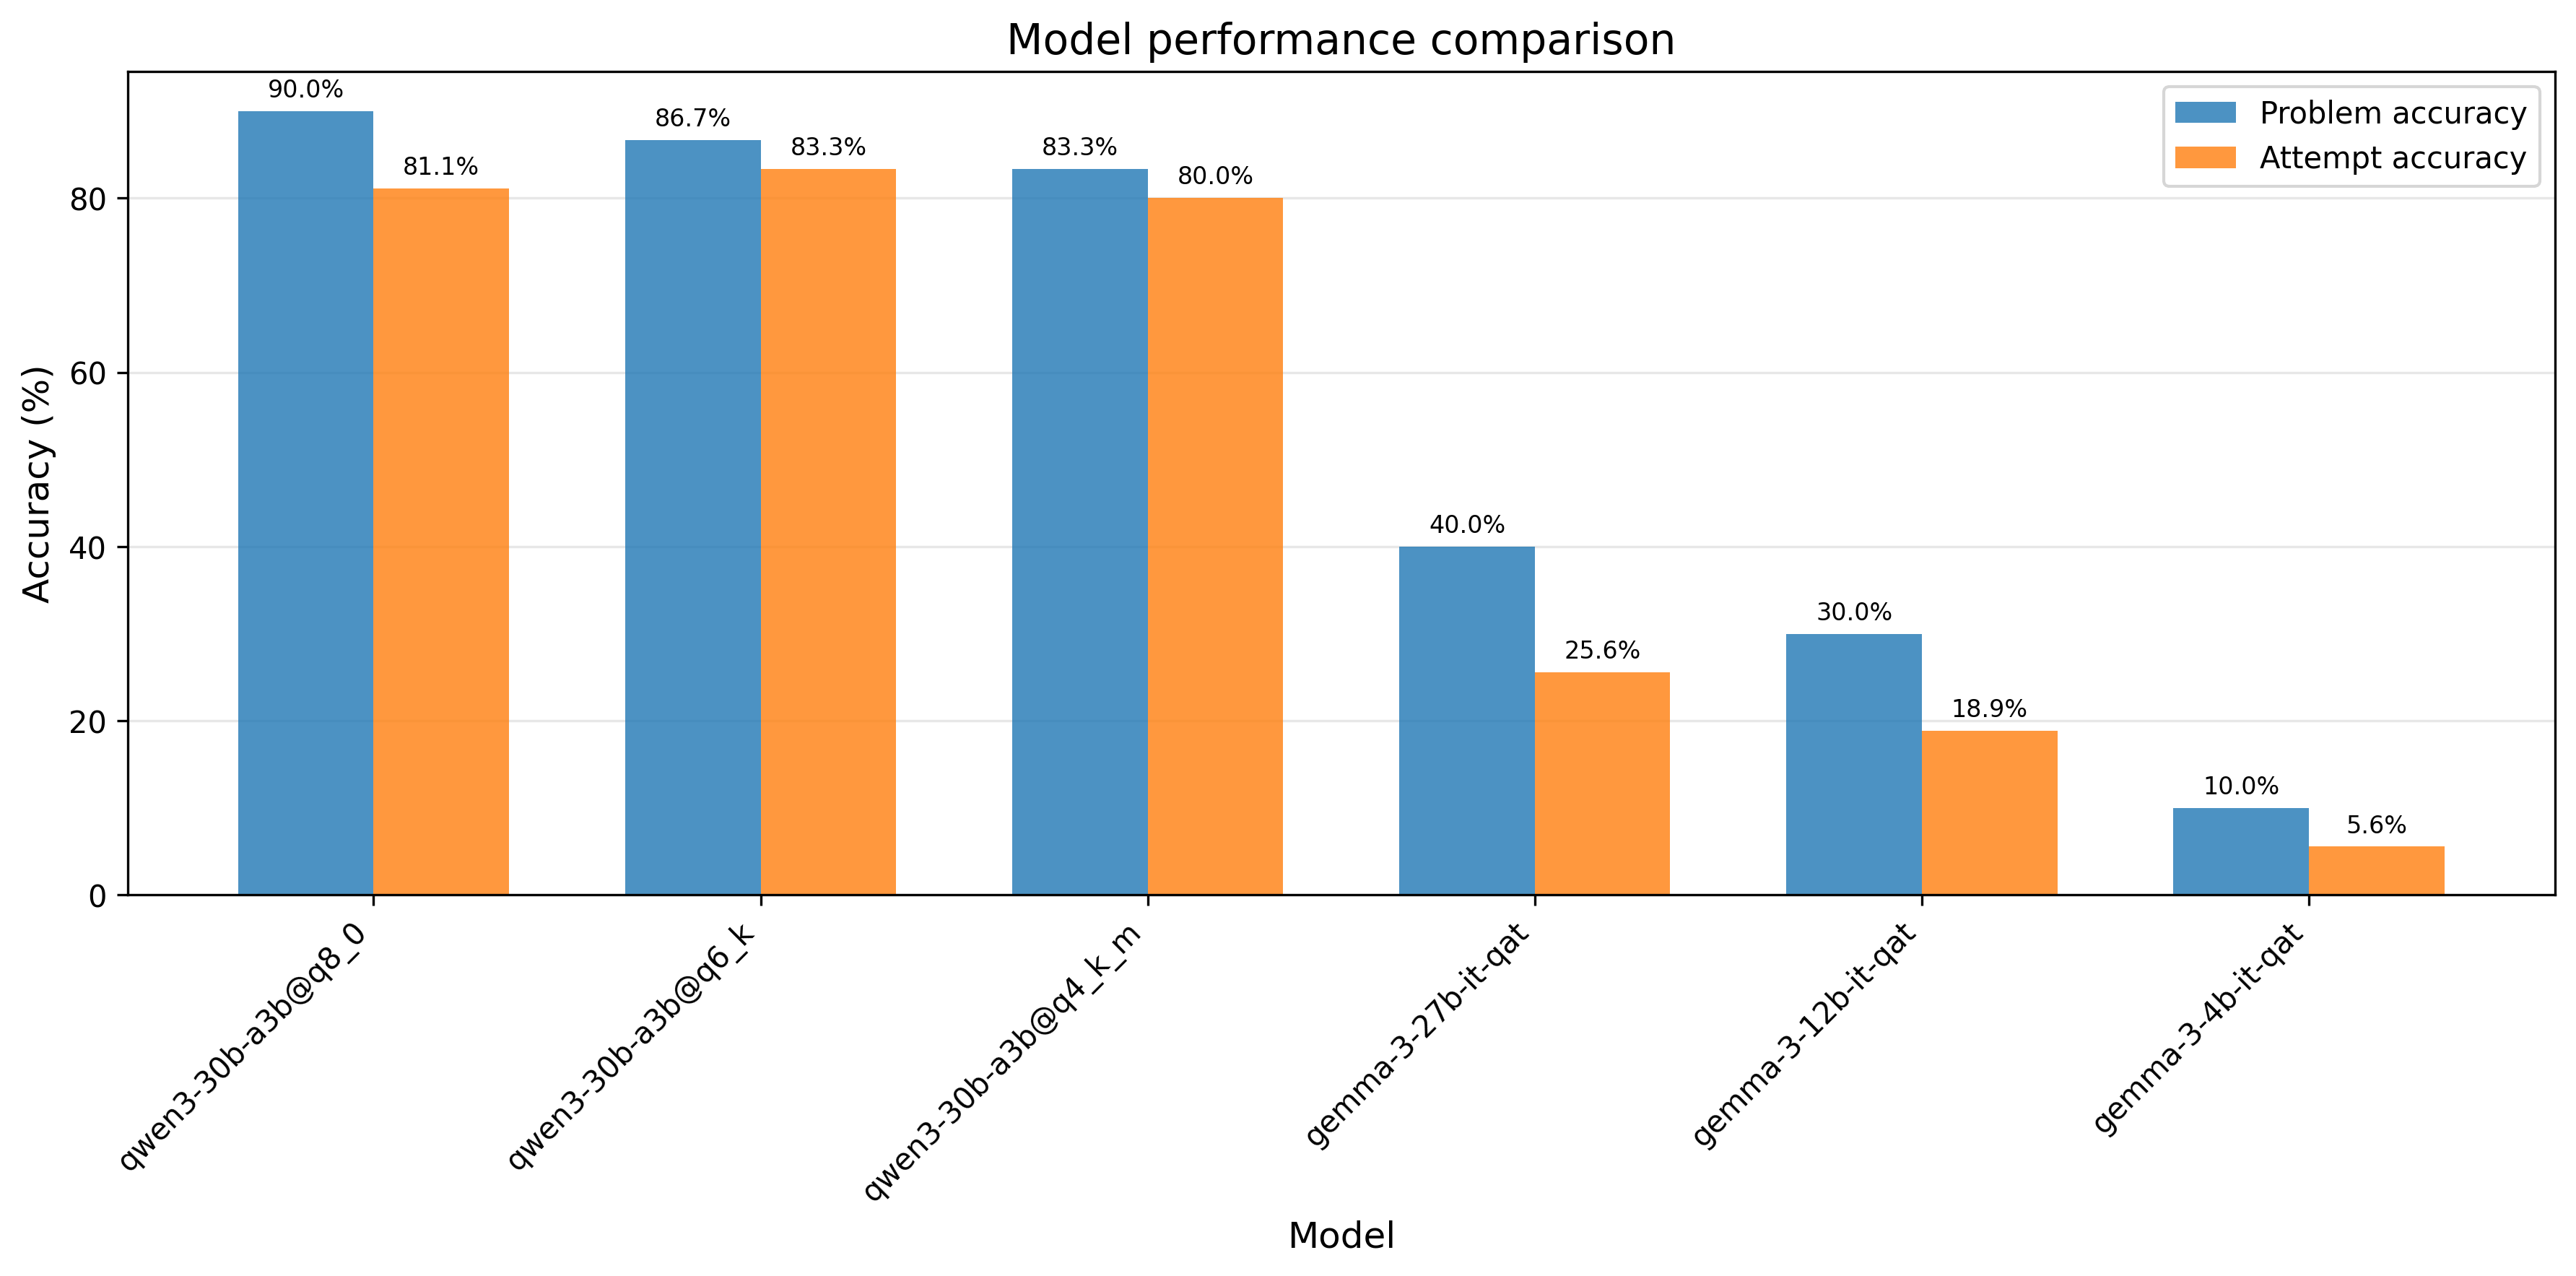 Model performance comparison
Problem accuracy
Attempt accuracy
Accuracy (%)
80
60
40
20
0
90.0%
81.1%
86.7%
83.3%
83.3%
80.0%
40.0%
25.6%
30.0%
18.9%
10.0%
5.6%
qwen3-30b-a3b@q8_0
qwen3-30b-a3b@q6_k
qwen3-30b-a3b@q4_k_m
gemma-3-27b-it-qat
gemma-3-12b-it-qat
gemma-3-4b-it-qat
Model